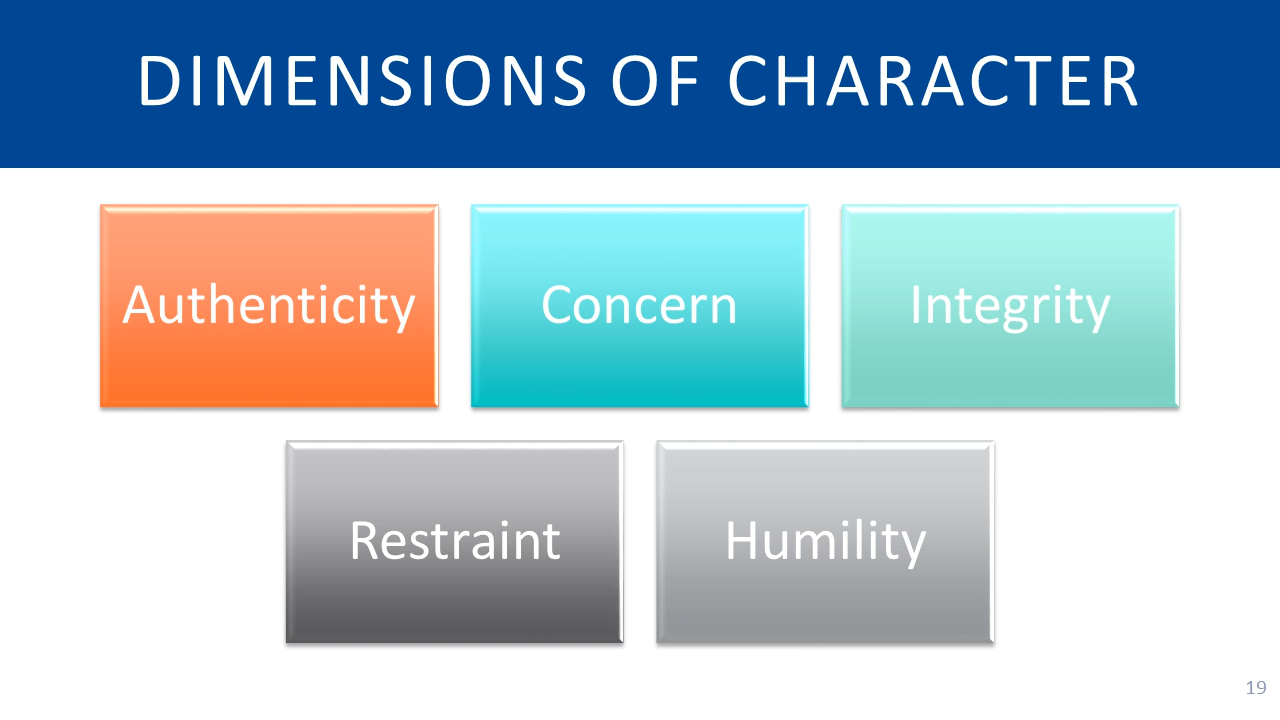 DIMENSIONS OF CHARACTER
Authenticity
Concern
Integrity
Restraint
Humility
19